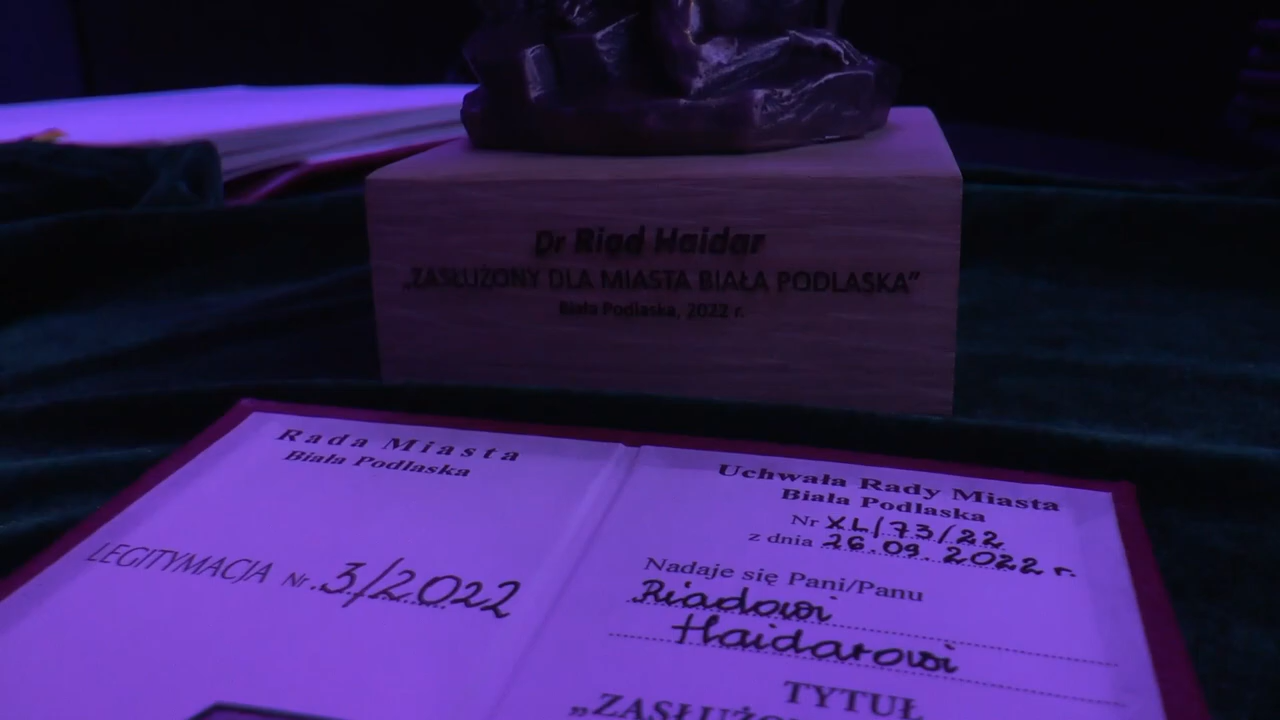 Dr Riad Haidar
„ZASŁUŻONY DLA MIASTA BIAŁA PODLASKA”
Biała Podlaska, 2022 r.
Rada Miasta
Biała Podlaska
LEGITYMACJA Nr. 3/2022
Uchwała Rady Miasta
Biała Podlaska
Nr XL/73/22
z dnia 26.09.2022 r.
Nadaje się Pani/Panu
Riadowi
Haidarowi
TYTUŁ